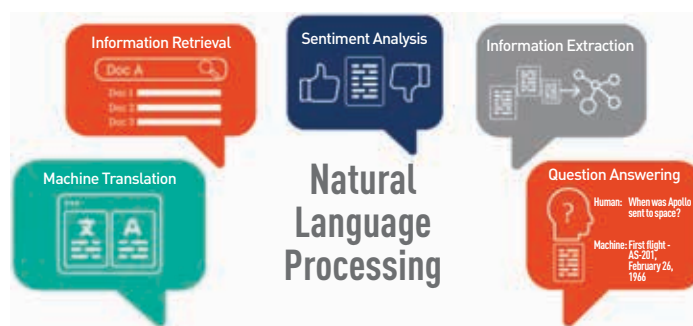 Information Retrieval
Doc A
Doc 1
Doc 2
Doc 3
Sentiment Analysis
Information Extraction
Machine Translation
文 A
Natural
Language
Processing
Question Answering
?
Human: When was Apollo
sent to space?
Machine: First flight -
AS-201,
February 26,
1966